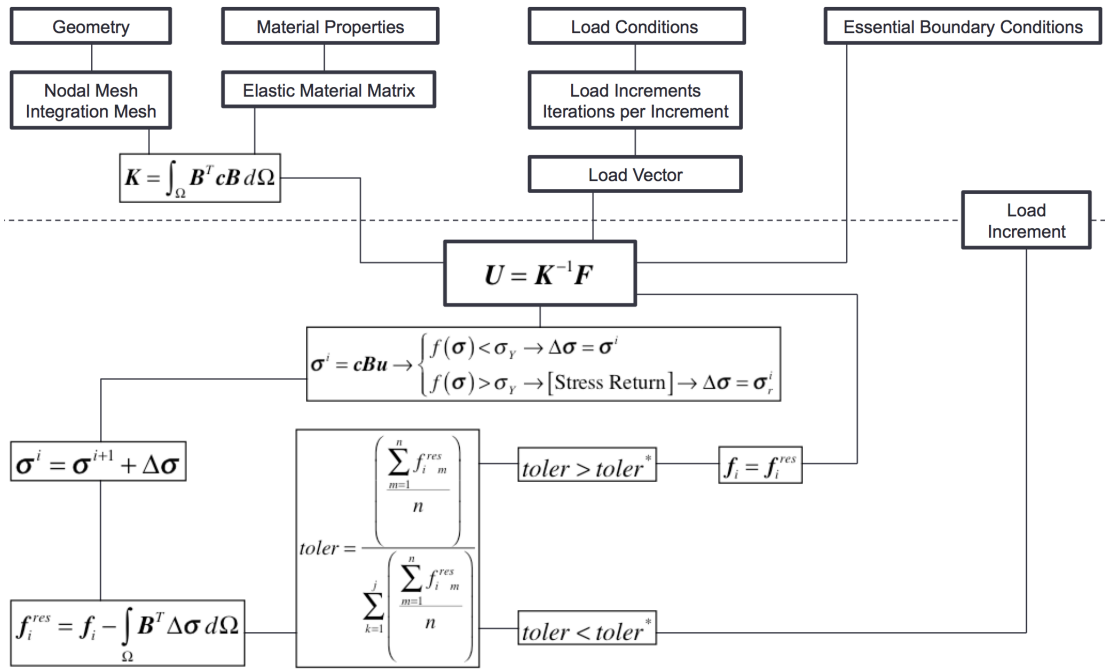 Geometry
Material Properties
Load Conditions
Essential Boundary Conditions
Nodal Mesh
Integration Mesh
Elastic Material Matrix
Load Increments
Iterations per Increment
K = ∫_Ω B^T cB dΩ
Load Vector
Load
Increment
U = K^{-1}F
σ^i = cBu → { f(σ) < σ_Y → Δσ = σ^i
f(σ) > σ_Y → [Stress Return] → Δσ = σ_r^i
σ^i = σ^{i+1} + Δσ
toler = ( ( Σ_{m=1}^{n} f_i^{res}_m ) / n ) / ( Σ_{k=1}^{j} ( ( Σ_{m=1}^{n} f_i^{res}_m ) / n ) )
toler > toler^*
f_i = f_i^{res}
f_i^{res} = f_i − ∫_Ω B^T Δσ dΩ
toler < toler^*